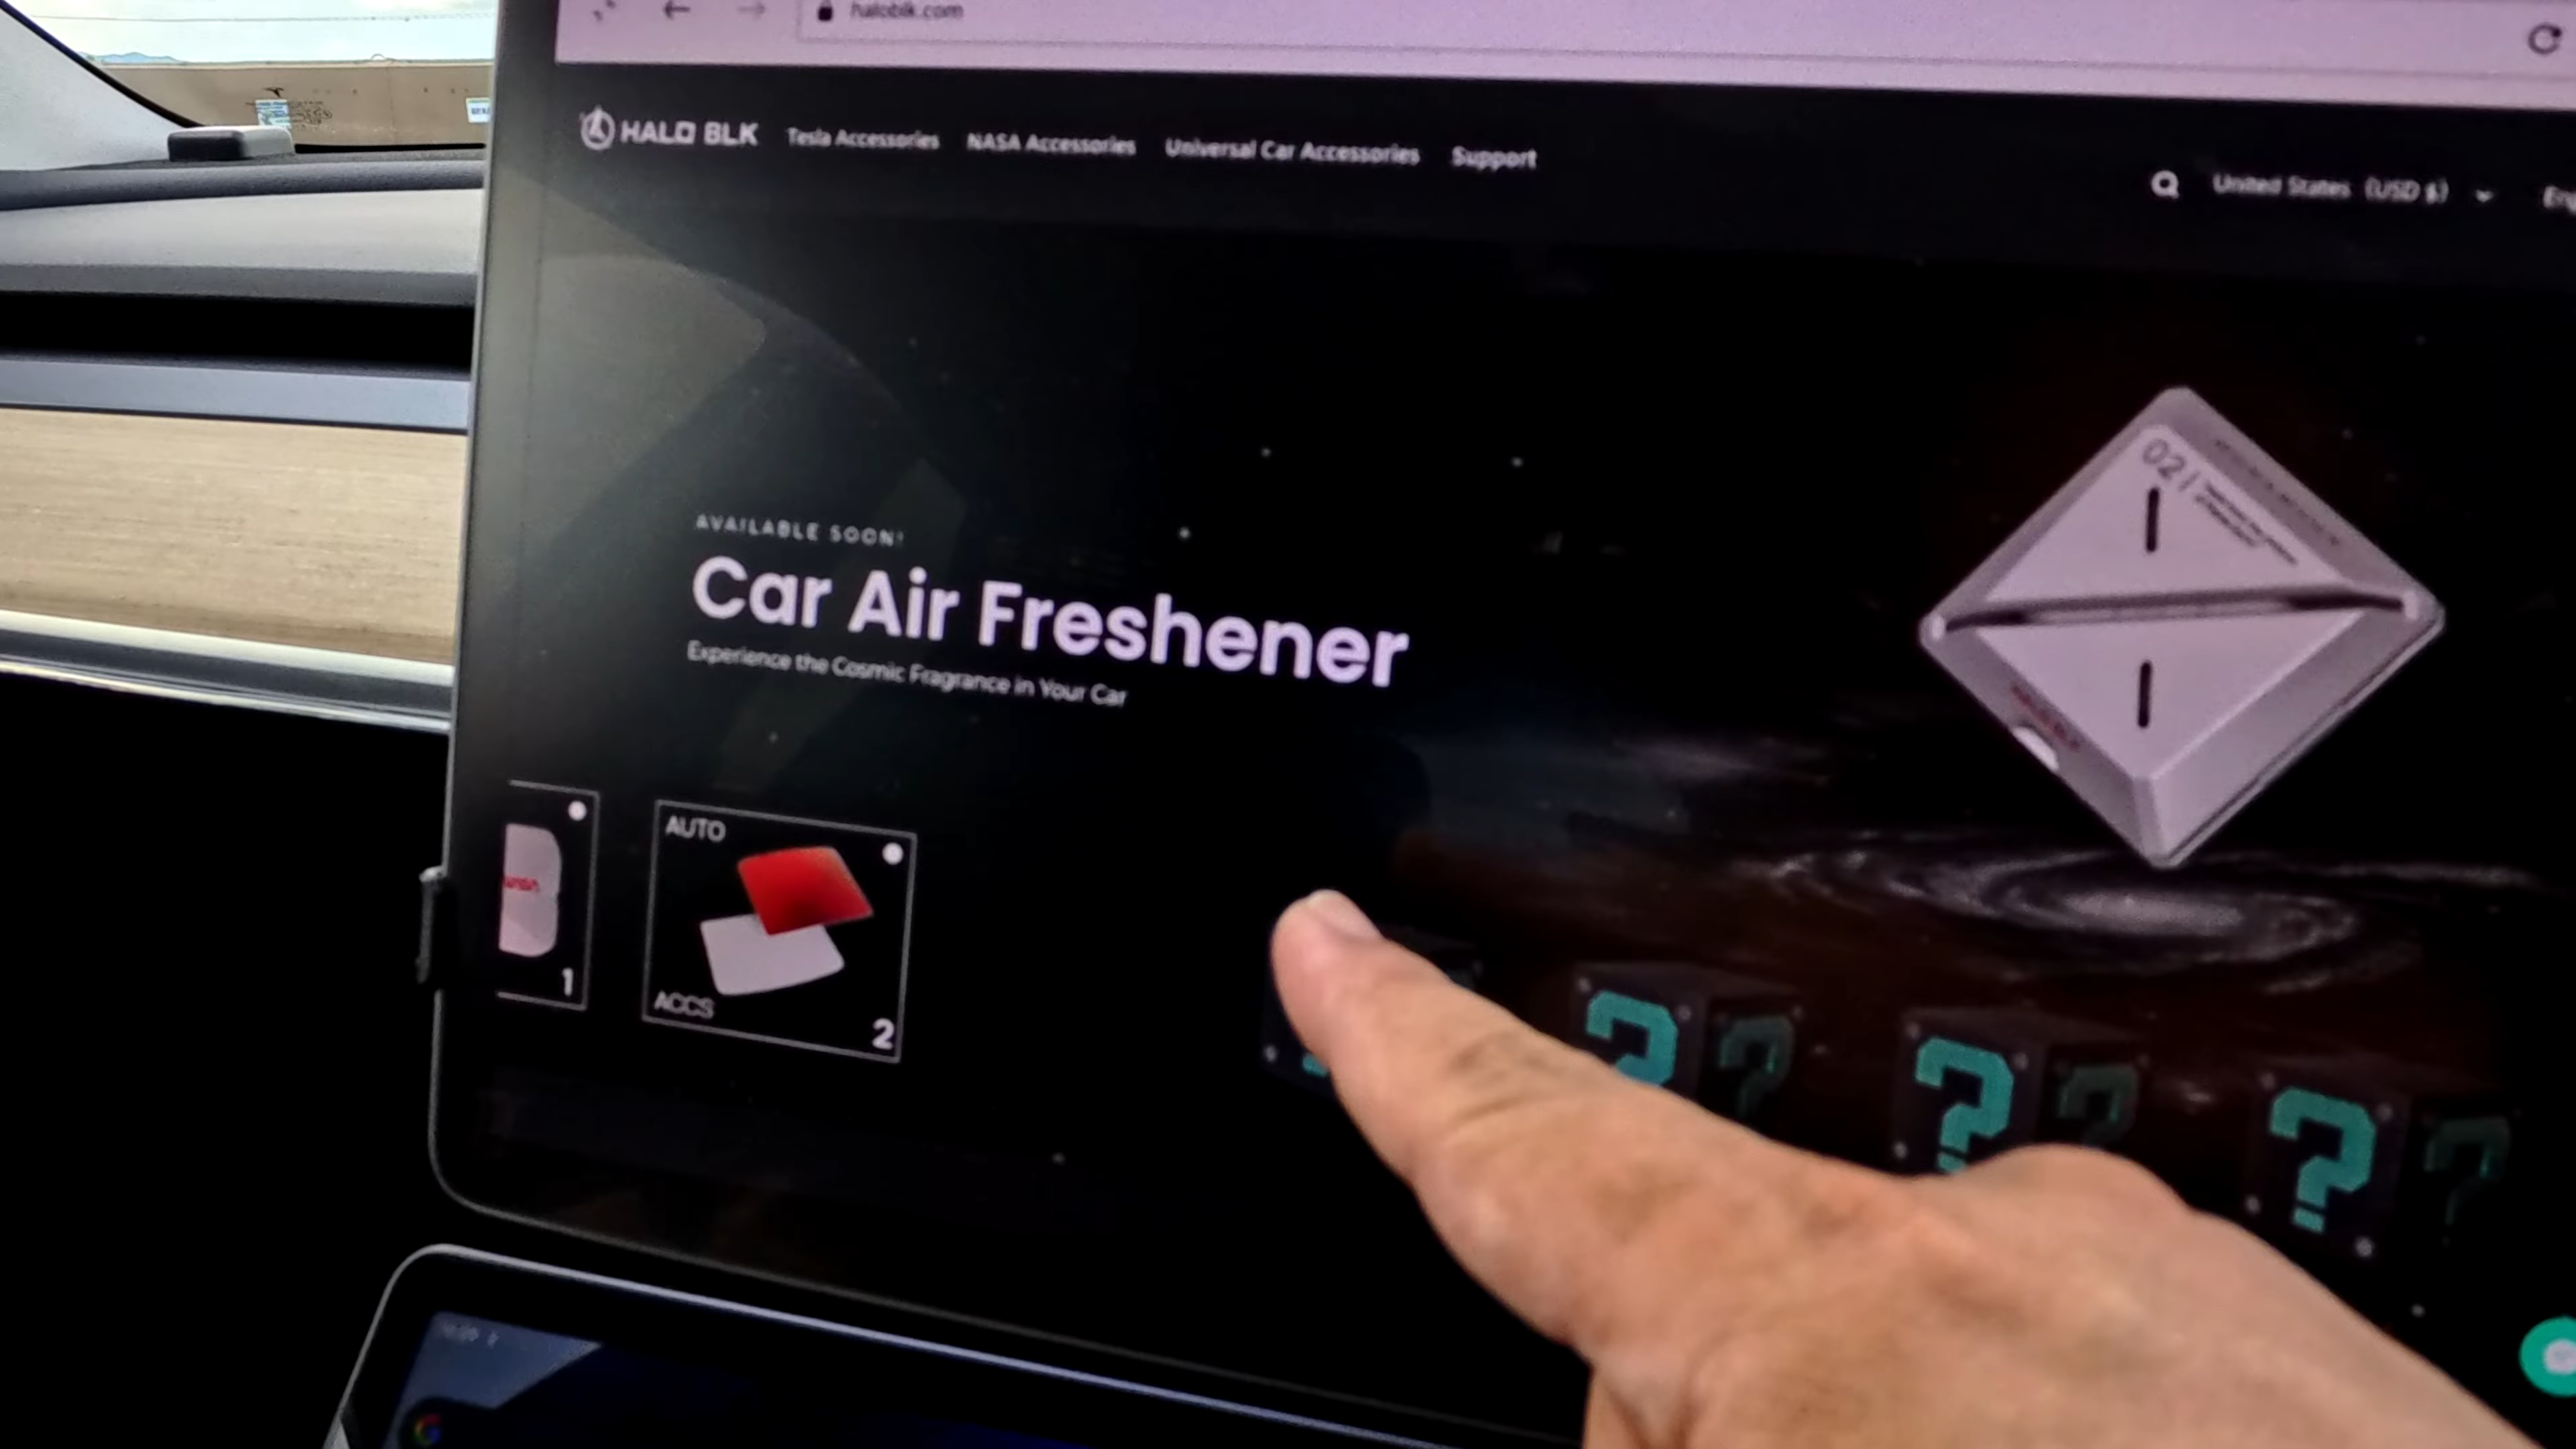 haloblk.com
HALO BLK Tesla Accessories NASA Accessories Universal Car Accessories Support
United States (USD $)
AVAILABLE SOON!
Car Air Freshener
Experience the Cosmic Fragrance in Your Car
02
AUTO
ACCS
1
2
? ? ? ? ? ?